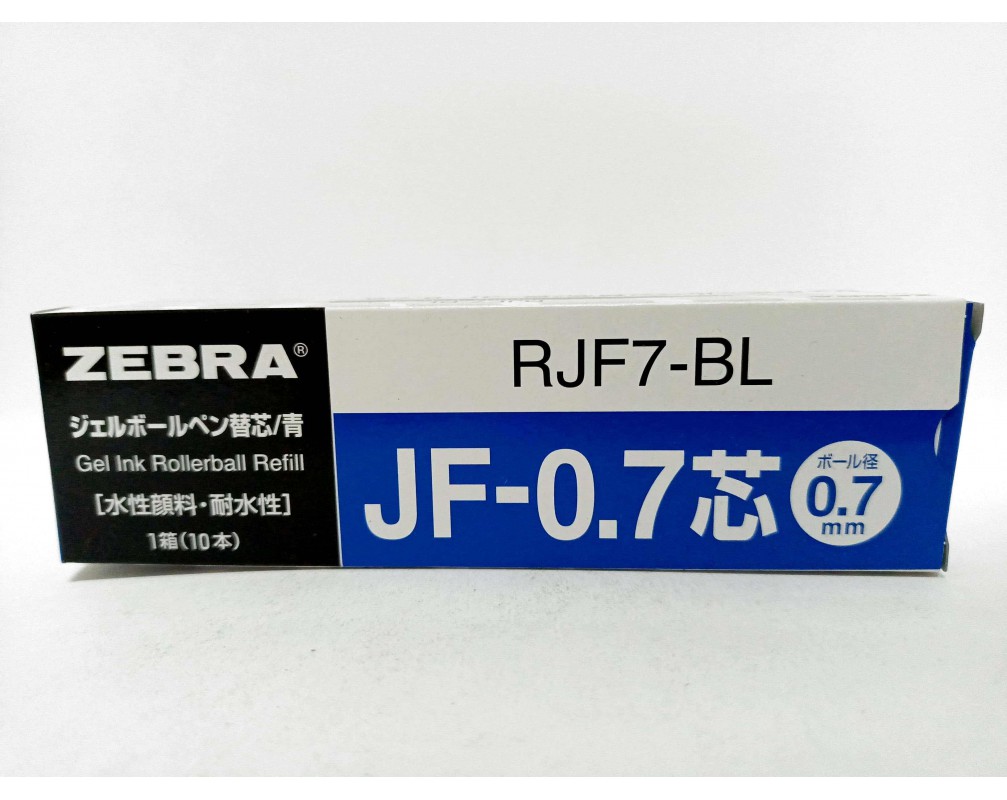 ZEBRA®
ジェルボールペン替芯/青
Gel Ink Rollerball Refill
[水性顔料・耐水性]
1箱(10本)
RJF7-BL
JF-0.7芯
ボール径
0.7
mm